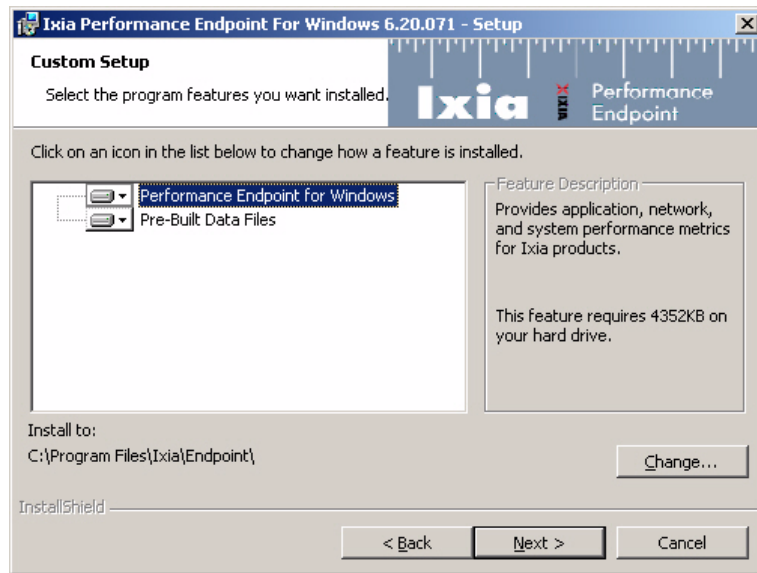 Ixia Performance Endpoint For Windows 6.20.071 - Setup
Custom Setup
Select the program features you want installed.
Ixia
IXIA
Performance
Endpoint
Click on an icon in the list below to change how a feature is installed.
Performance Endpoint for Windows
Pre-Built Data Files
Feature Description
Provides application, network,
and system performance metrics
for Ixia products.
This feature requires 4352KB on
your hard drive.
Install to:
C:\Program Files\Ixia\Endpoint\
Change...
InstallShield
< Back
Next >
Cancel